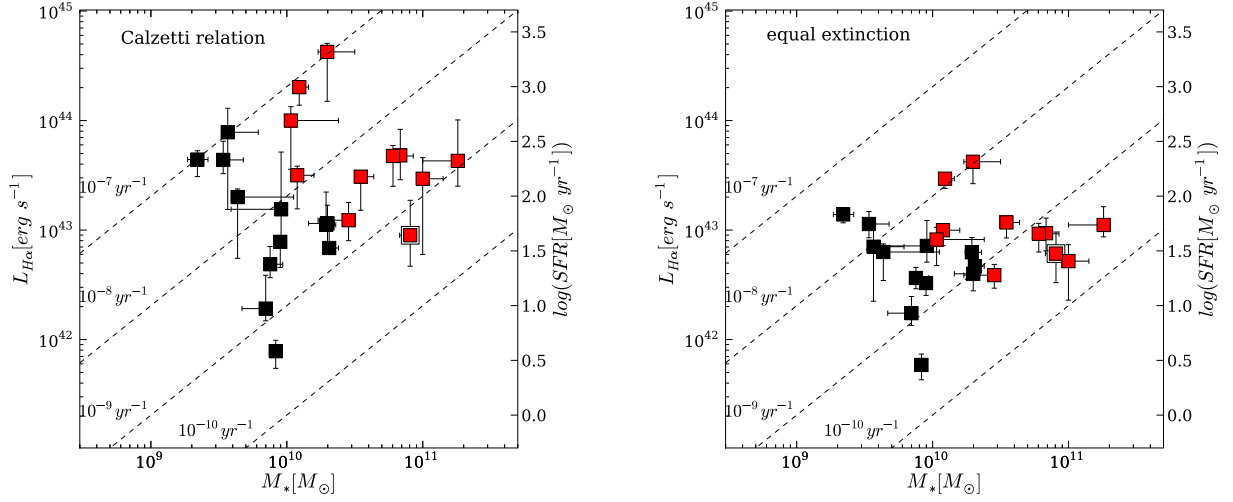 Calzetti relation
10^45
10^44
10^43
10^42
L_{Hα}[erg s^{-1}]
10^{-7} yr^{-1}
10^{-8} yr^{-1}
10^{-9} yr^{-1}
10^{-10} yr^{-1}
3.5
3.0
2.5
2.0
1.5
1.0
0.5
0.0
log(SFR[M_⊙ yr^{-1}])
10^9
10^10
10^11
M_*[M_⊙]
equal extinction
10^45
10^44
10^43
10^42
L_{Hα}[erg s^{-1}]
10^{-7} yr^{-1}
10^{-8} yr^{-1}
10^{-9} yr^{-1}
10^{-10} yr^{-1}
3.5
3.0
2.5
2.0
1.5
1.0
0.5
0.0
log(SFR[M_⊙ yr^{-1}])
10^9
10^10
10^11
M_*[M_⊙]